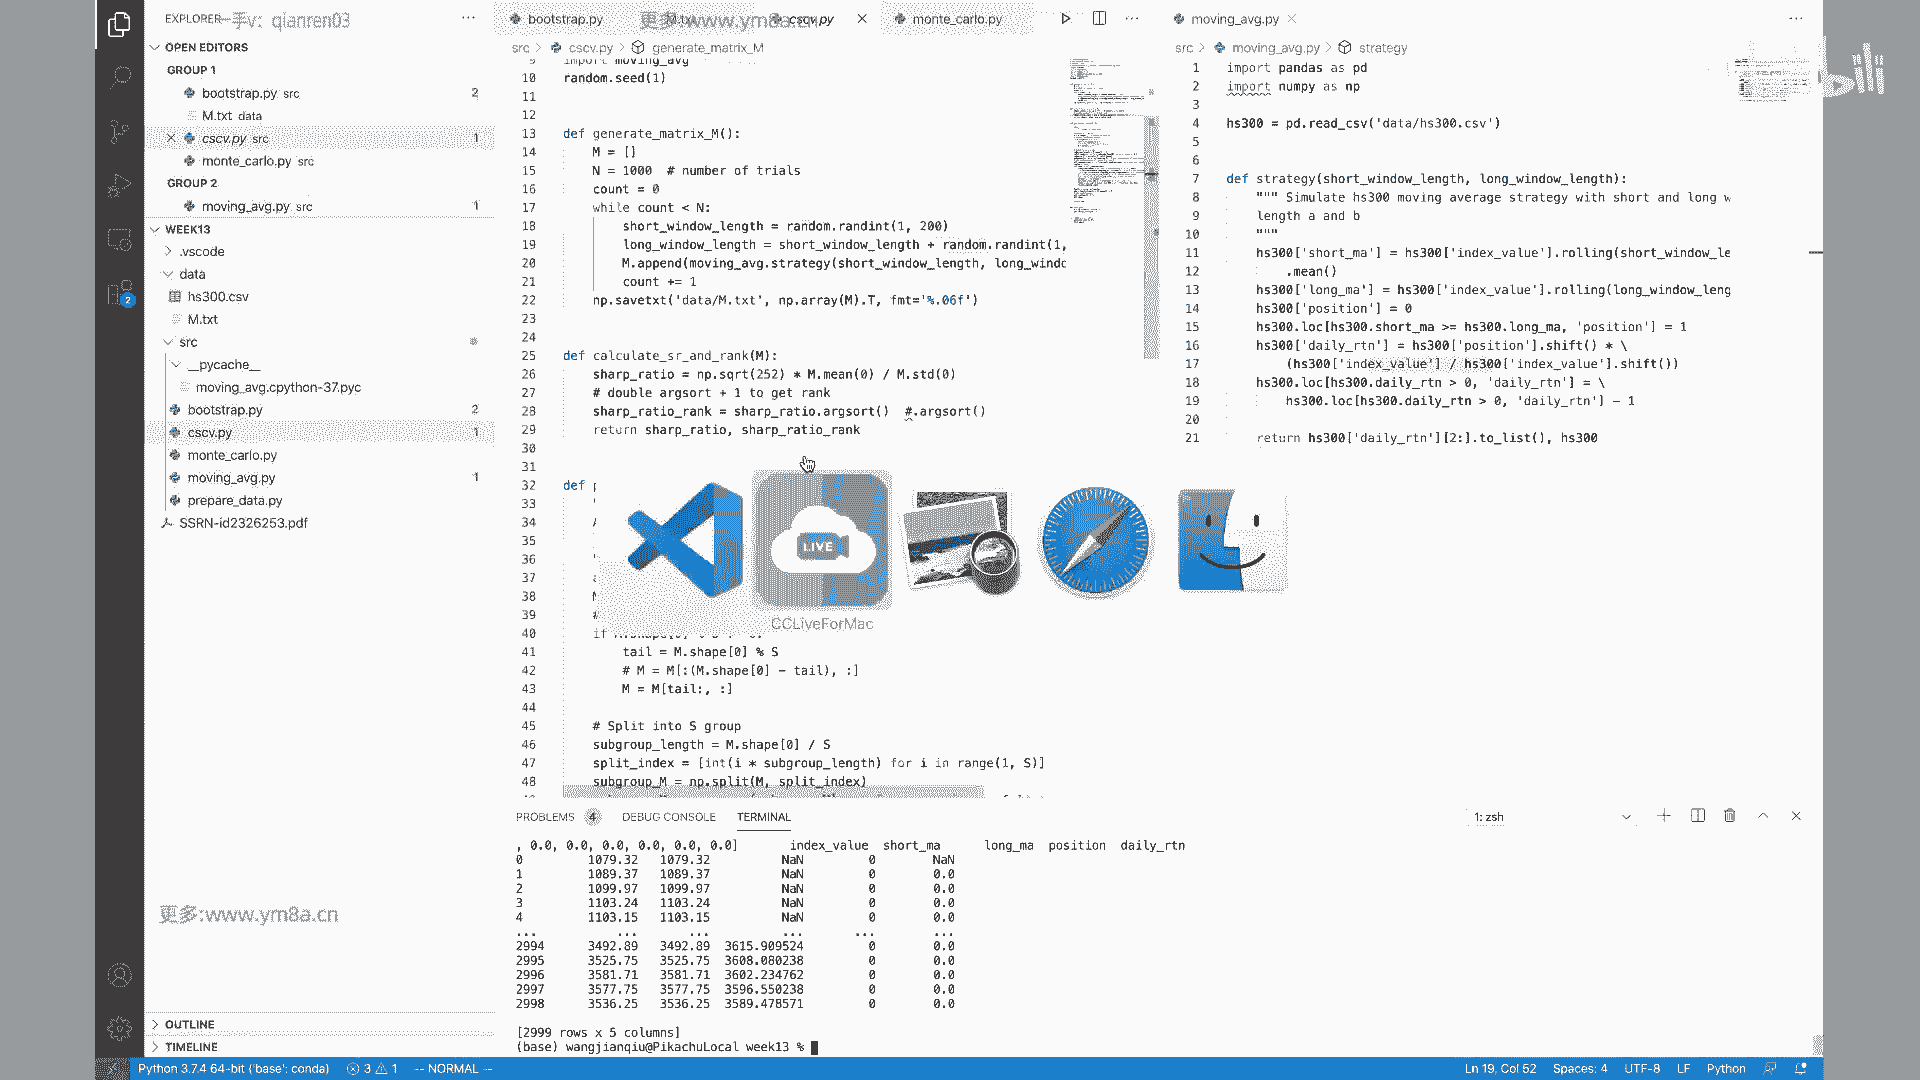 EXPLORER
手v: qianren03
OPEN EDITORS
GROUP 1
bootstrap.py src 2
M.txt data
cscv.py src 1
monte_carlo.py src
GROUP 2
moving_avg.py src 1
WEEK13
.vscode
data
hs300.csv
M.txt
src
__pycache__
moving_avg.cpython-37.pyc
bootstrap.py 2
cscv.py 1
monte_carlo.py
moving_avg.py 1
prepare_data.py
SSRN-id2326253.pdf
更多:www.ym8a.cn
OUTLINE
TIMELINE
bootstrap.py
更多:www.ym8a.cn
cscv.py
monte_carlo.py
src > cscv.py > generate_matrix_M
9 import moving_avg
10 random.seed(1)
11
12
13 def generate_matrix_M():
14 M = []
15 N = 1000 # number of trials
16 count = 0
17 while count < N:
18 short_window_length = random.randint(1, 200)
19 long_window_length = short_window_length + random.randint(1,
20 M.append(moving_avg.strategy(short_window_length, long_windo
21 count += 1
22 np.savetxt('data/M.txt', np.array(M).T, fmt='%.06f')
23
24
25 def calculate_sr_and_rank(M):
26 sharp_ratio = np.sqrt(252) * M.mean(0) / M.std(0)
27 # double argsort + 1 to get rank
28 sharp_ratio_rank = sharp_ratio.argsort() #.argsort()
29 return sharp_ratio, sharp_ratio_rank
30
31
32 def
33
34
35
36
37
38
39
40 if
41 tail = M.shape[0] % S
42 # M = M[:(M.shape[0] - tail), :]
43 M = M[tail:, :]
44
45 # Split into S group
46 subgroup_length = M.shape[0] / S
47 split_index = [int(i * subgroup_length) for i in range(1, S)]
48 subgroup_M = np.split(M, split_index)
LIVE
CCLiveForMac
moving_avg.py
bili
src > moving_avg.py > strategy
1 import pandas as pd
2 import numpy as np
3
4 hs300 = pd.read_csv('data/hs300.csv')
5
6
7 def strategy(short_window_length, long_window_length):
8 """ Simulate hs300 moving average strategy with short and long w
9 length a and b
10 """
11 hs300['short_ma'] = hs300['index_value'].rolling(short_window_le
12 .mean()
13 hs300['long_ma'] = hs300['index_value'].rolling(long_window_leng
14 hs300['position'] = 0
15 hs300.loc[hs300.short_ma >= hs300.long_ma, 'position'] = 1
16 hs300['daily_rtn'] = hs300['position'].shift() * \
17 (hs300['index_value'] / hs300['index_value'].shift())
18 hs300.loc[hs300.daily_rtn > 0, 'daily_rtn'] = \
19 hs300.loc[hs300.daily_rtn > 0, 'daily_rtn'] - 1
20
21 return hs300['daily_rtn'][2:].to_list(), hs300
PROBLEMS 4 DEBUG CONSOLE TERMINAL 1: zsh
, 0.0, 0.0, 0.0, 0.0, 0.0, 0.0] index_value short_ma long_ma position daily_rtn
0 1079.32 1079.32 NaN 0 NaN
1 1089.37 1089.37 NaN 0 0.0
2 1099.97 1099.97 NaN 0 0.0
3 1103.24 1103.24 NaN 0 0.0
4 1103.15 1103.15 NaN 0 0.0
... ... ... ... ... ...
2994 3492.89 3492.89 3615.909524 0 0.0
2995 3525.75 3525.75 3608.080238 0 0.0
2996 3581.71 3581.71 3602.234762 0 0.0
2997 3577.75 3577.75 3596.550238 0 0.0
2998 3536.25 3536.25 3589.478571 0 0.0
[2999 rows x 5 columns]
(base) wangjianqiu@PikachuLocal week13 %
Python 3.7.4 64-bit ('base': conda) 3 1 -- NORMAL -- Ln 19, Col 52 Spaces: 4 UTF-8 LF Python